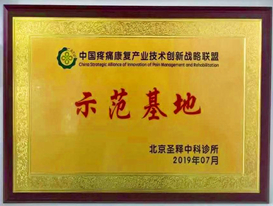 中国疼痛康复产业技术创新战略联盟
China Strategic Alliance of Innovation of Pain Management and Rehabilitation
示范基地
北京圣释中科诊所
2019年07月